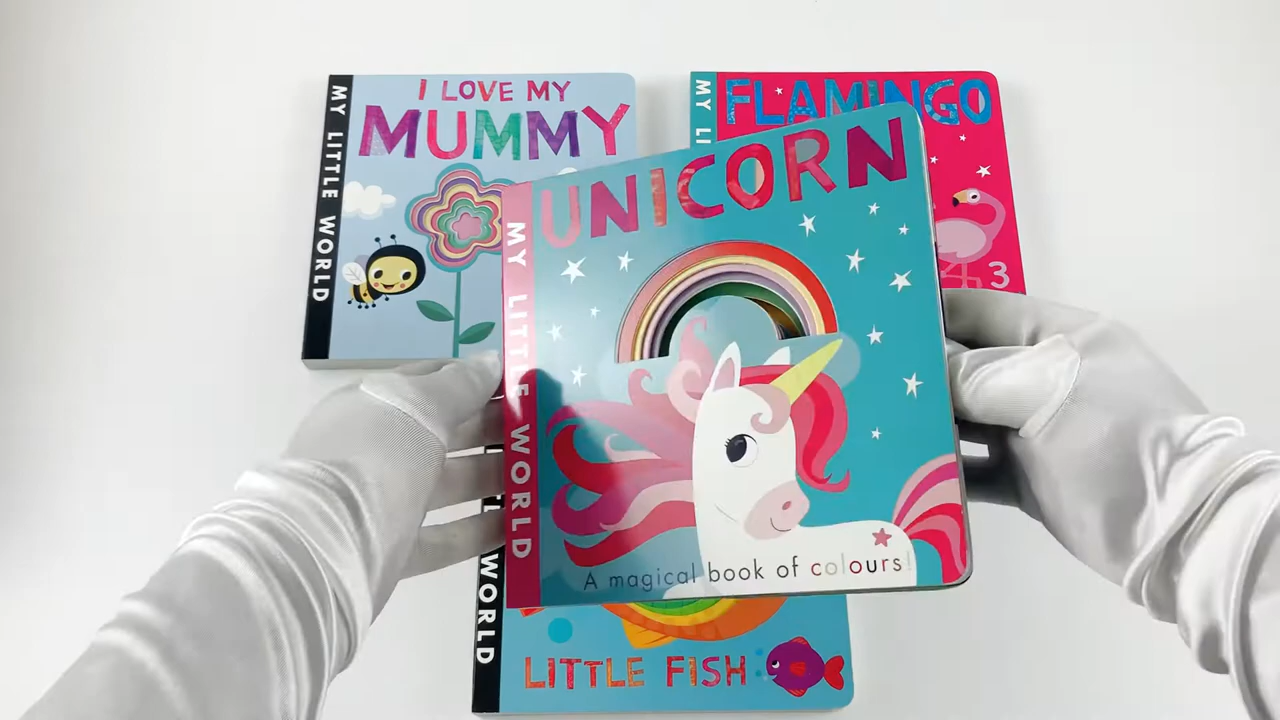 I LOVE MY
MUMMY
MY LITTLE WORLD
FLAMINGO
MY
3
UNICORN
MY LITTLE WORLD
A magical book of colours!
WORLD
LITTLE FISH